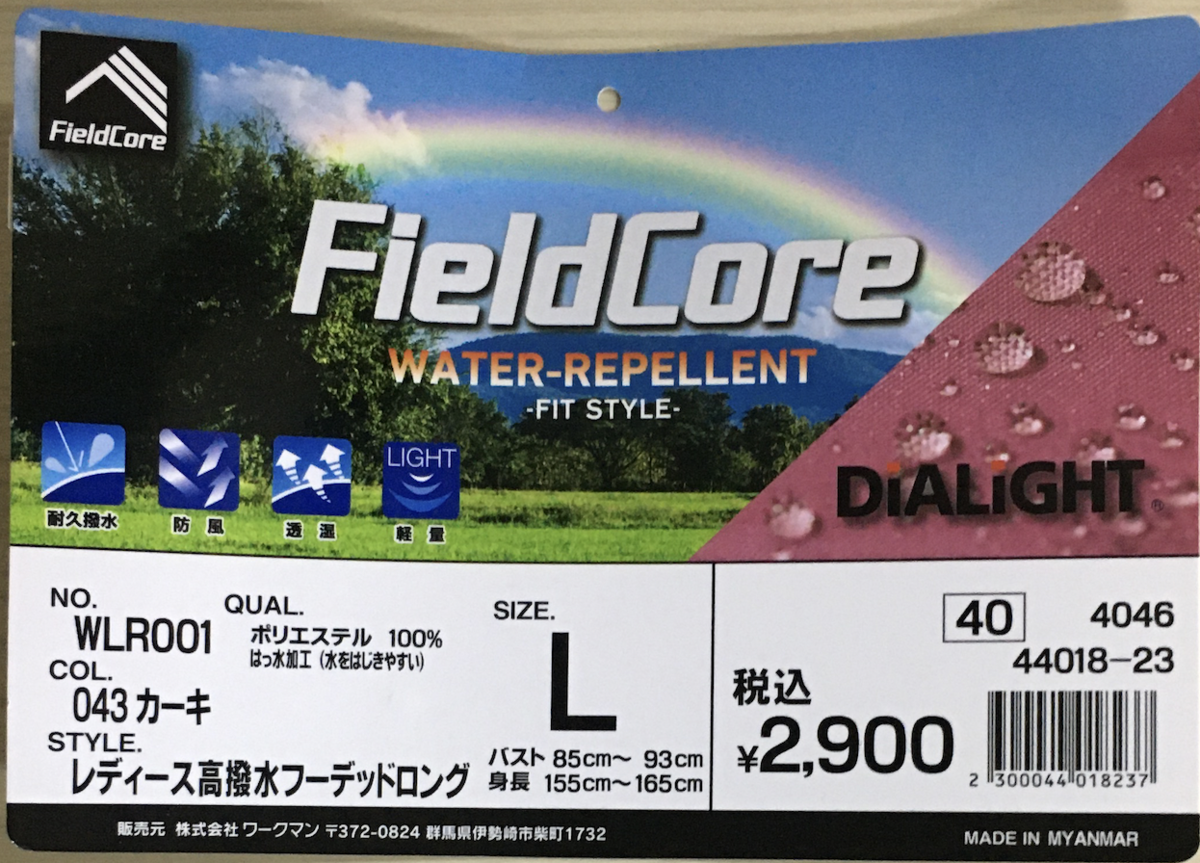 FieldCore
FieldCore
WATER-REPELLENT
-FIT STYLE-
DiALiGHT®
LIGHT
耐久撥水
防風
透湿
軽量
NO.
WLR001
COL.
043 カーキ
STYLE.
レディース高撥水フーデッドロング
QUAL.
ポリエステル 100%
はっ水加工（水をはじきやすい）
SIZE.
L
バスト 85cm～ 93cm
身長 155cm～165cm
40 4046
44018-23
税込
¥2,900
2 300044 018237
販売元 株式会社 ワークマン 〒372-0824 群馬県伊勢崎市柴町1732
MADE IN MYANMAR